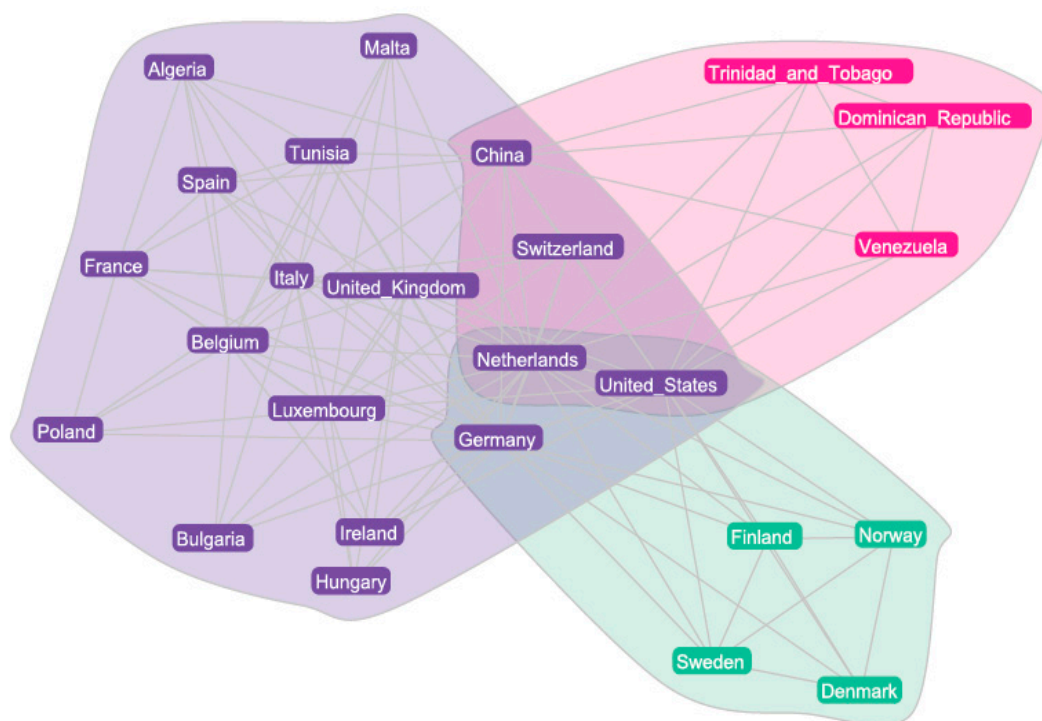 Malta
Algeria
Trinidad_and_Tobago
Dominican_Republic
Tunisia
China
Spain
Switzerland
Venezuela
France
Italy
United_Kingdom
Belgium
Netherlands
United_States
Luxembourg
Poland
Germany
Bulgaria
Ireland
Finland
Norway
Hungary
Sweden
Denmark